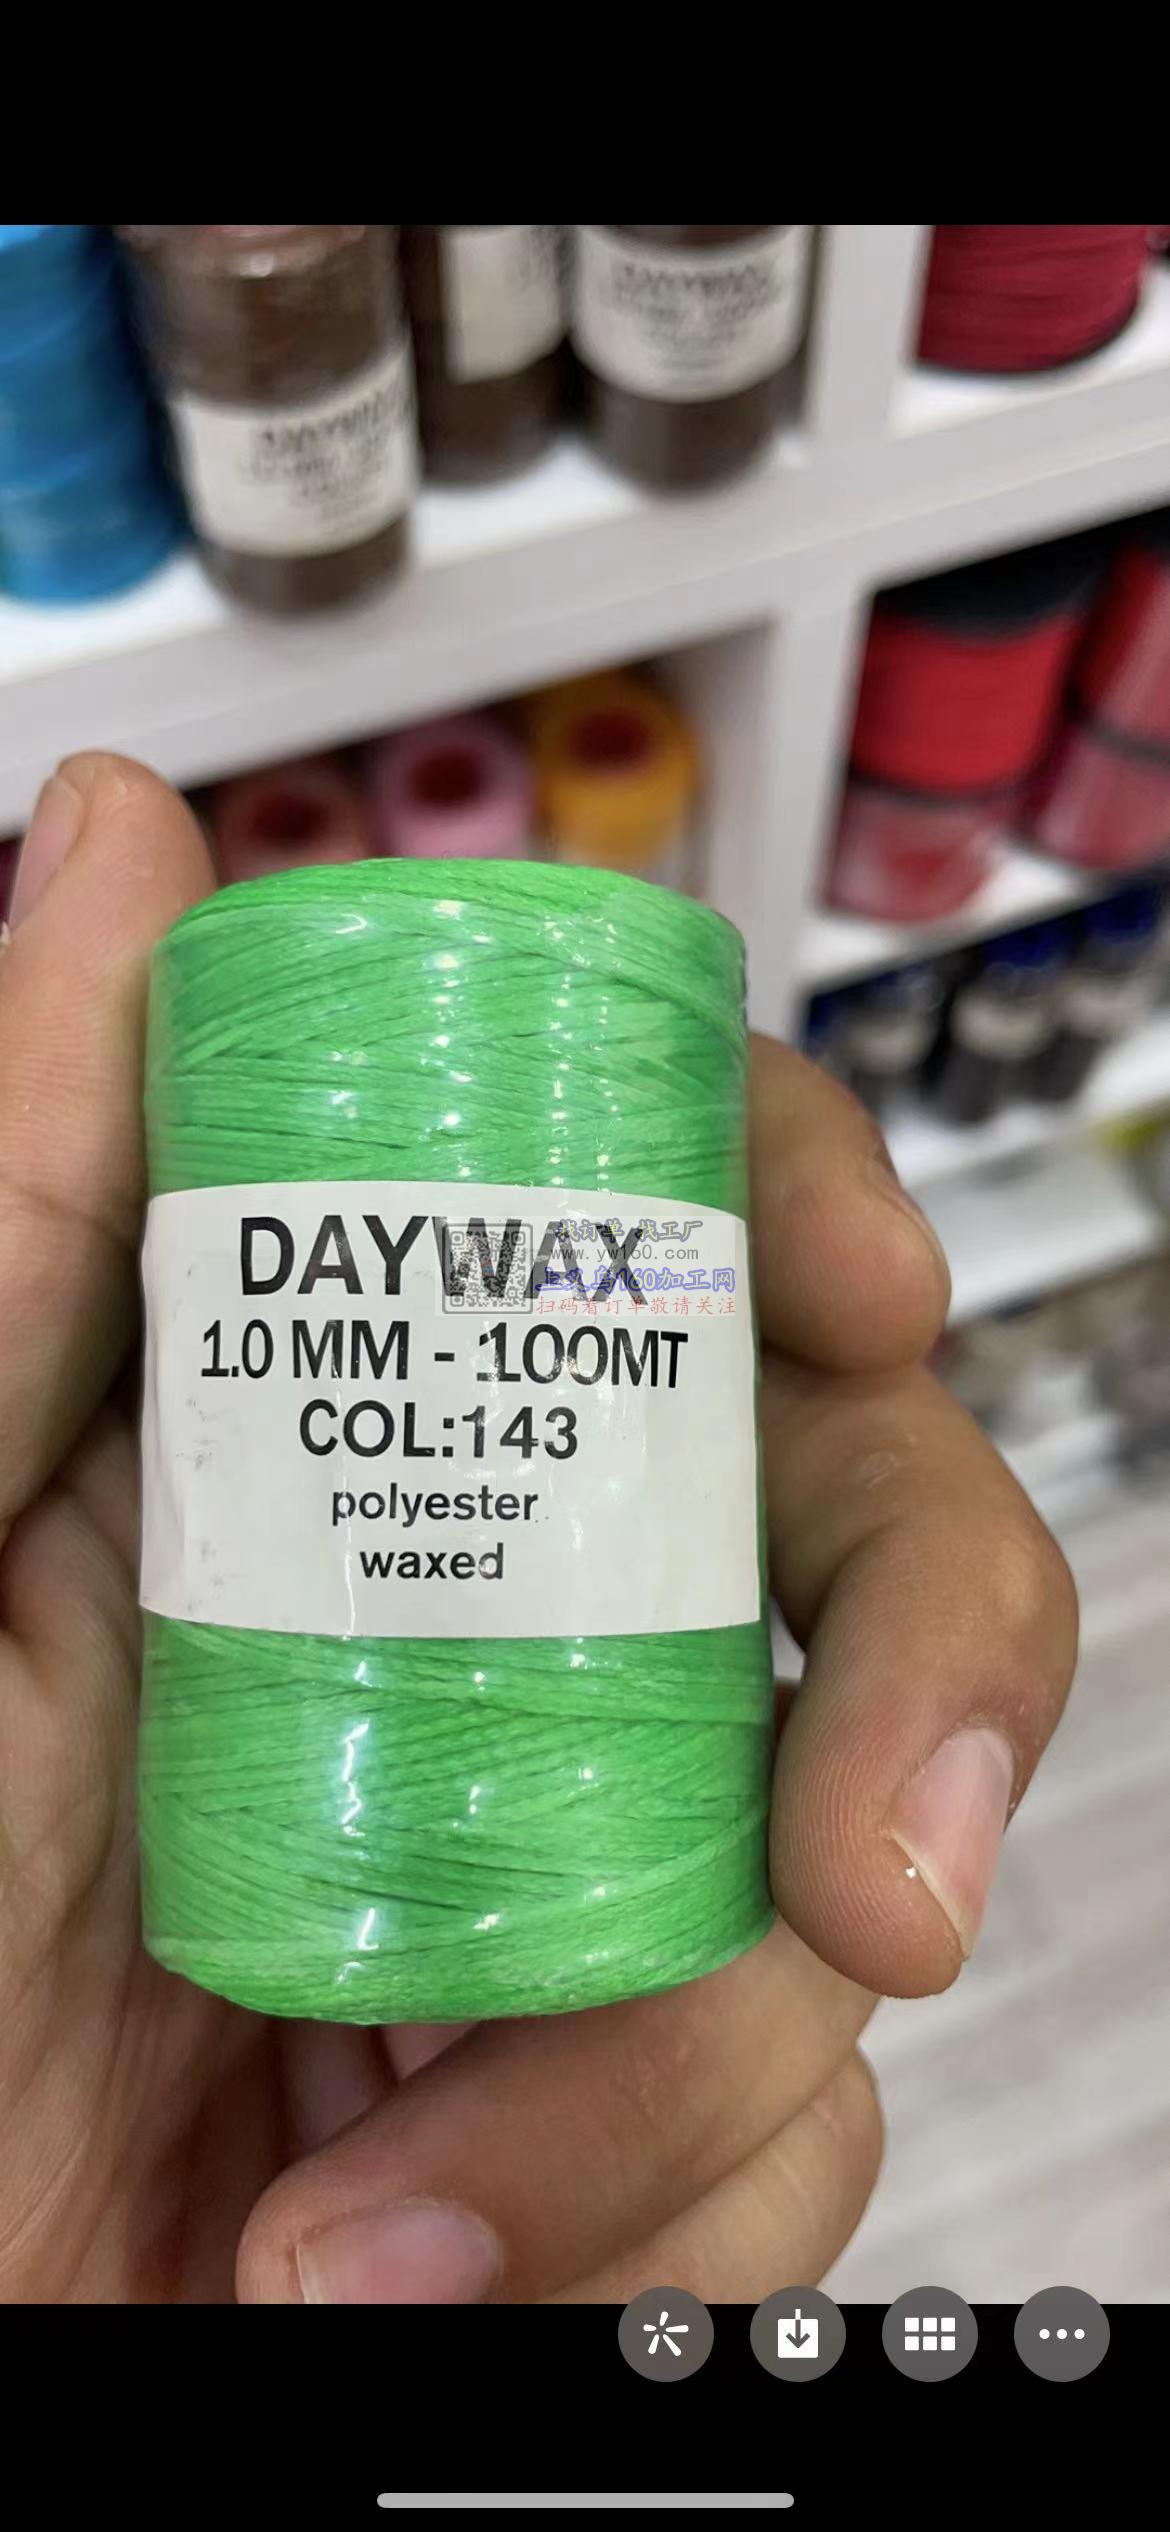 DAYWAX
找订单 找工厂
www.yw160.com
上义乌160加工网
扫码看订单敬请关注
1.0 MM - 100MT
COL:143
polyester
waxed